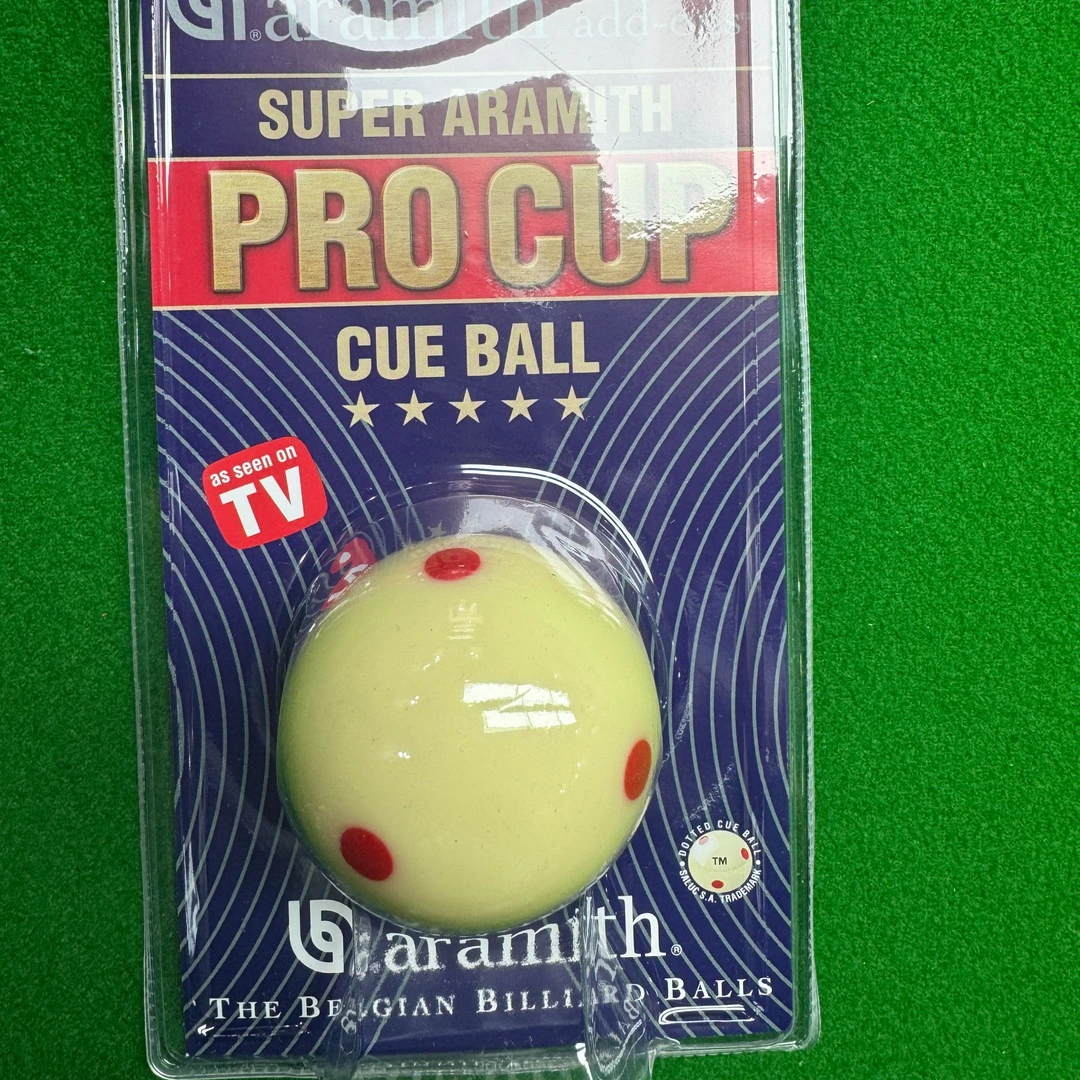 aramith add-ons
SUPER ARAMITH
PRO CUP
CUE BALL
as seen on
TV
DOTTED CUE BALL
TM
SALUC S.A. TRADEMARK
aramith®
THE BELGIAN BILLIARD BALLS